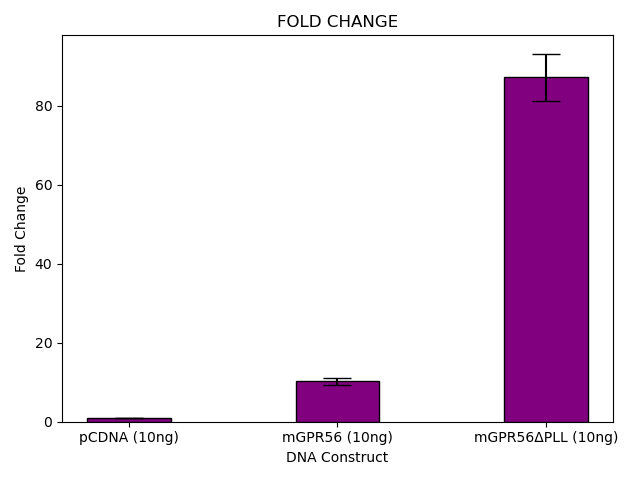 FOLD CHANGE
Fold Change
80
60
40
20
0
pCDNA (10ng)
mGPR56 (10ng)
mGPR56ΔPLL (10ng)
DNA Construct